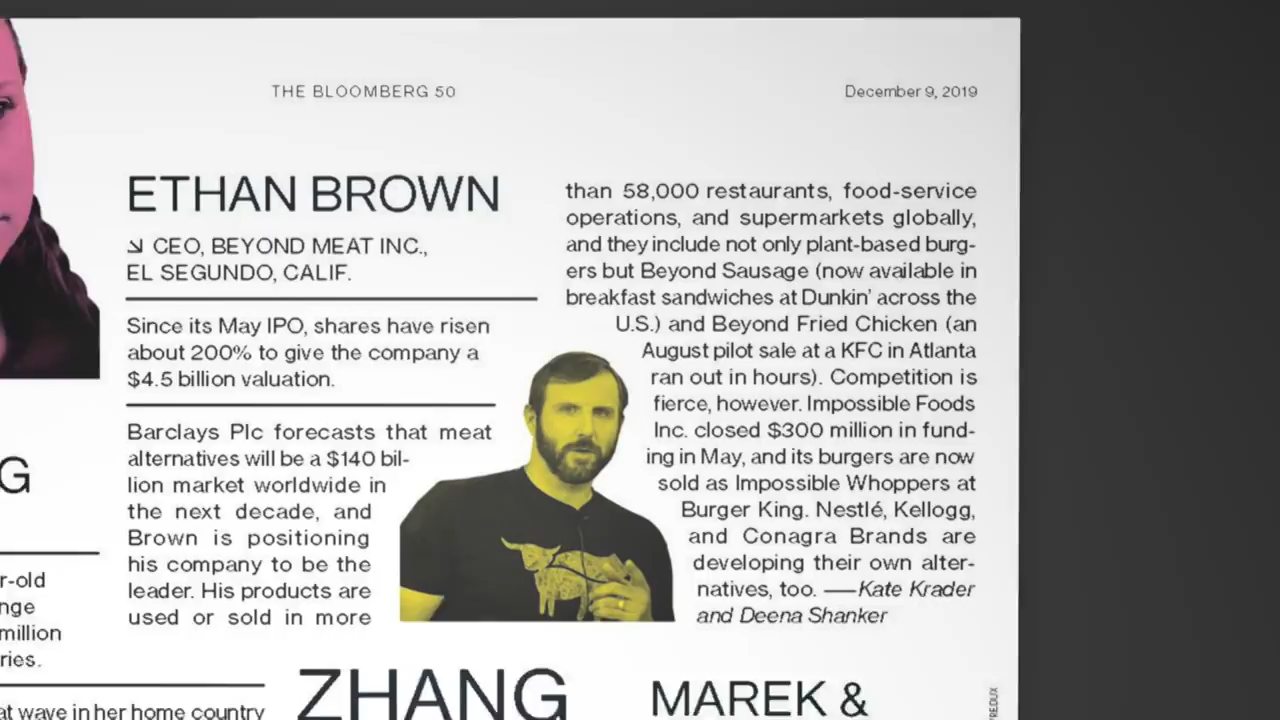 THE BLOOMBERG 50
December 9, 2019
ETHAN BROWN
↘ CEO, BEYOND MEAT INC.,
EL SEGUNDO, CALIF.
Since its May IPO, shares have risen
about 200% to give the company a
$4.5 billion valuation.
Barclays Plc forecasts that meat
alternatives will be a $140 bil-
lion market worldwide in
the next decade, and
Brown is positioning
his company to be the
leader. His products are
used or sold in more
than 58,000 restaurants, food-service
operations, and supermarkets globally,
and they include not only plant-based burg-
ers but Beyond Sausage (now available in
breakfast sandwiches at Dunkin’ across the
U.S.) and Beyond Fried Chicken (an
August pilot sale at a KFC in Atlanta
ran out in hours). Competition is
fierce, however. Impossible Foods
Inc. closed $300 million in fund-
ing in May, and its burgers are now
sold as Impossible Whoppers at
Burger King. Nestlé, Kellogg,
and Conagra Brands are
developing their own alter-
natives, too. —Kate Krader
and Deena Shanker
G
r-old
nge
million
ries.
at wave in her home country
ZHANG
MAREK &